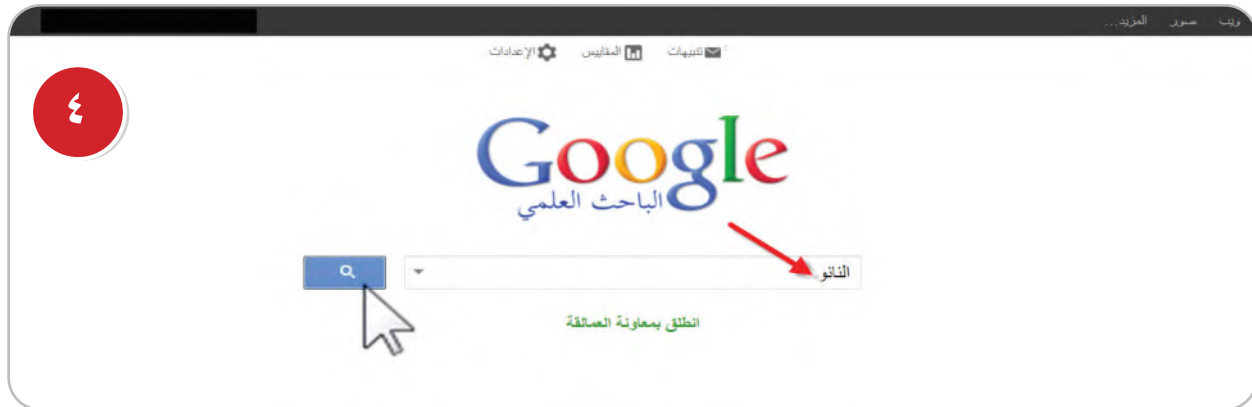 ويب صور المزيد...
تنبيهات المقاييس الإعدادات
٤
Google
الباحث العلمي
النانو
انطلق بمعاونة العمالقة